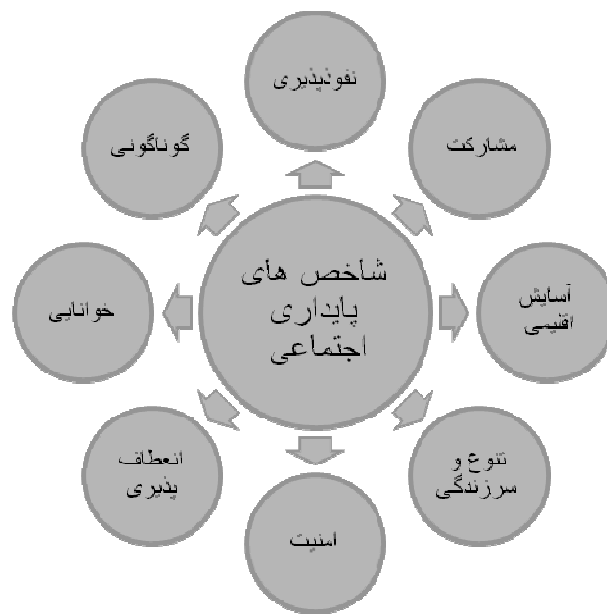 نفوذپذیری
مشارکت
آسایش
اقلیمی
تنوع و
سرزندگی
امنیت
انعطاف
پذیری
خوانایی
گوناگونی
شاخص های
پایداری
اجتماعی